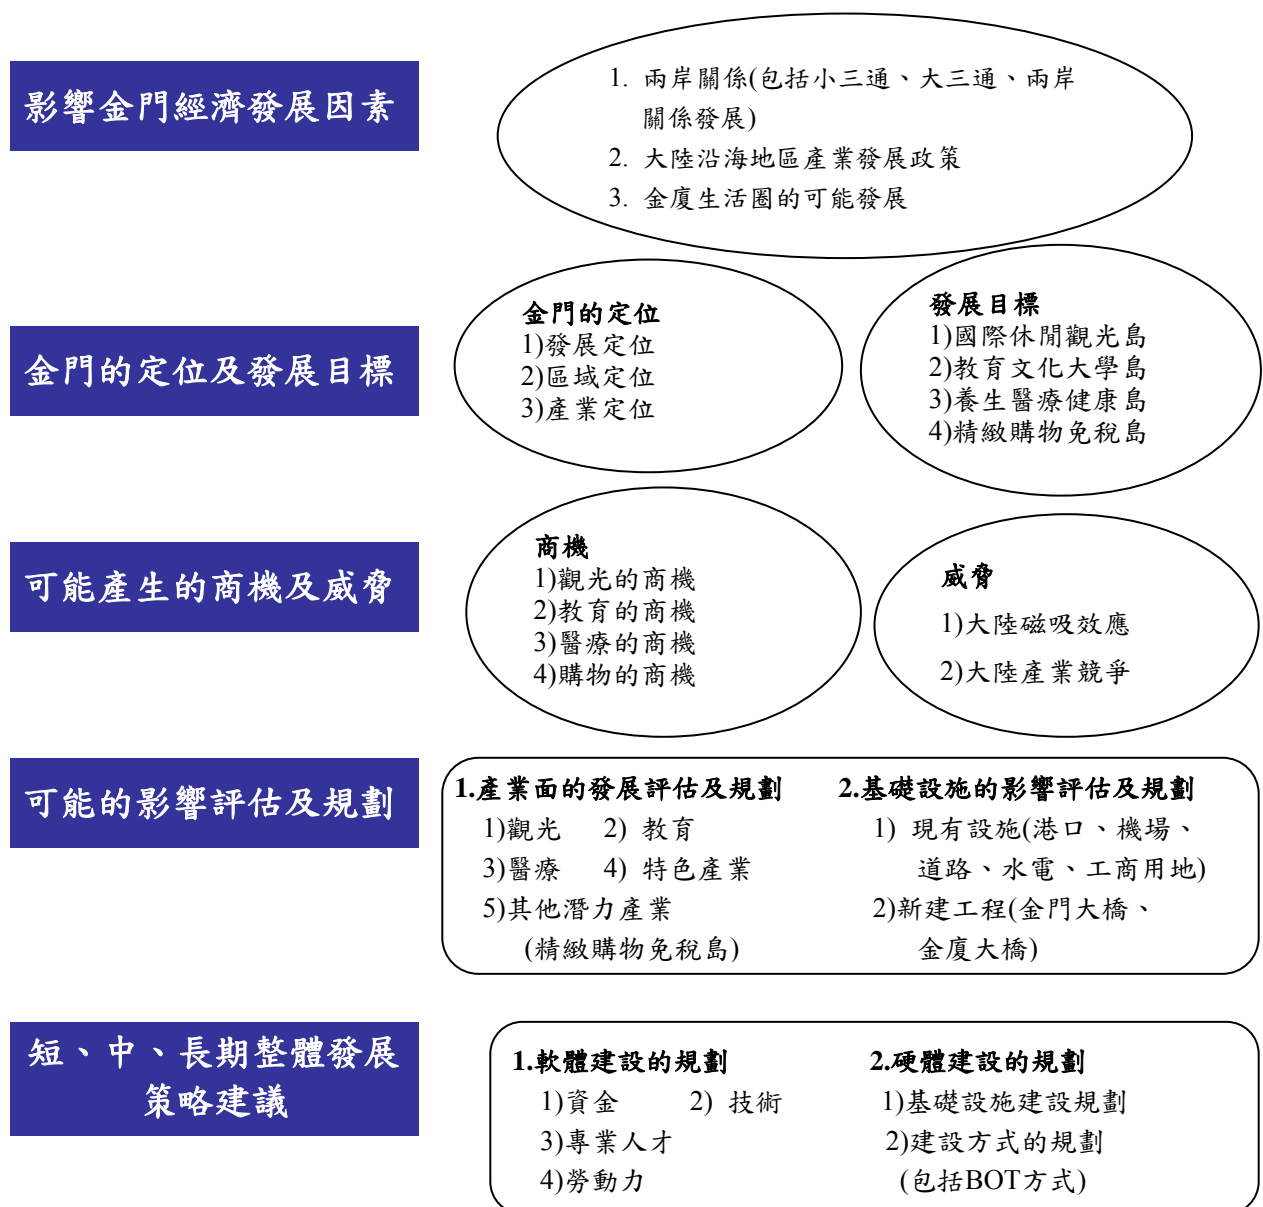 影響金門經濟發展因素
1. 兩岸關係(包括小三通、大三通、兩岸
關係發展)
2. 大陸沿海地區產業發展政策
3. 金廈生活圈的可能發展
金門的定位及發展目標
金門的定位
1)發展定位
2)區域定位
3)產業定位
發展目標
1)國際休閒觀光島
2)教育文化大學島
3)養生醫療健康島
4)精緻購物免稅島
可能產生的商機及威脅
商機
1)觀光的商機
2)教育的商機
3)醫療的商機
4)購物的商機
威脅
1)大陸磁吸效應
2)大陸產業競爭
可能的影響評估及規劃
1.產業面的發展評估及規劃
1)觀光 2) 教育
3)醫療 4) 特色產業
5)其他潛力產業
(精緻購物免稅島)
2.基礎設施的影響評估及規劃
1) 現有設施(港口、機場、
道路、水電、工商用地)
2)新建工程(金門大橋、
金廈大橋)
短、中、長期整體發展
策略建議
1.軟體建設的規劃
1)資金 2) 技術
3)專業人才
4)勞動力
2.硬體建設的規劃
1)基礎設施建設規劃
2)建設方式的規劃
(包括BOT方式)